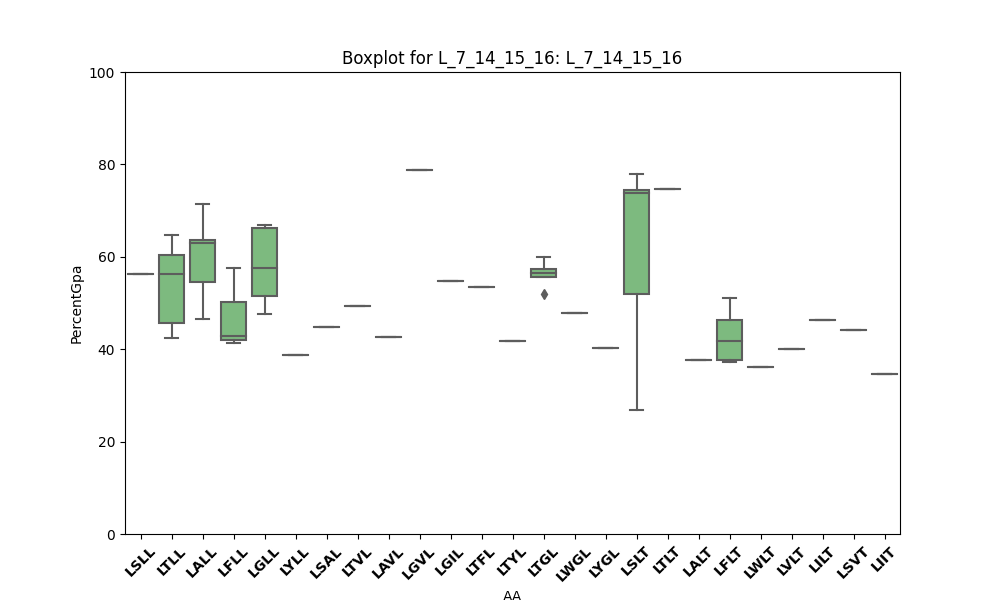 Boxplot for L_7_14_15_16: L_7_14_15_16
100
80
60
40
20
0
PercentGpa
LSLL
LTLL
LALL
LFLL
LGLL
LYLL
LSAL
LTVL
LAVL
LGVL
LGIL
LTFL
LTYL
LTGL
LWGL
LYGL
LSLT
LTLT
LALT
LFLT
LWLT
LVLT
LILT
LSVT
LIIT
AA